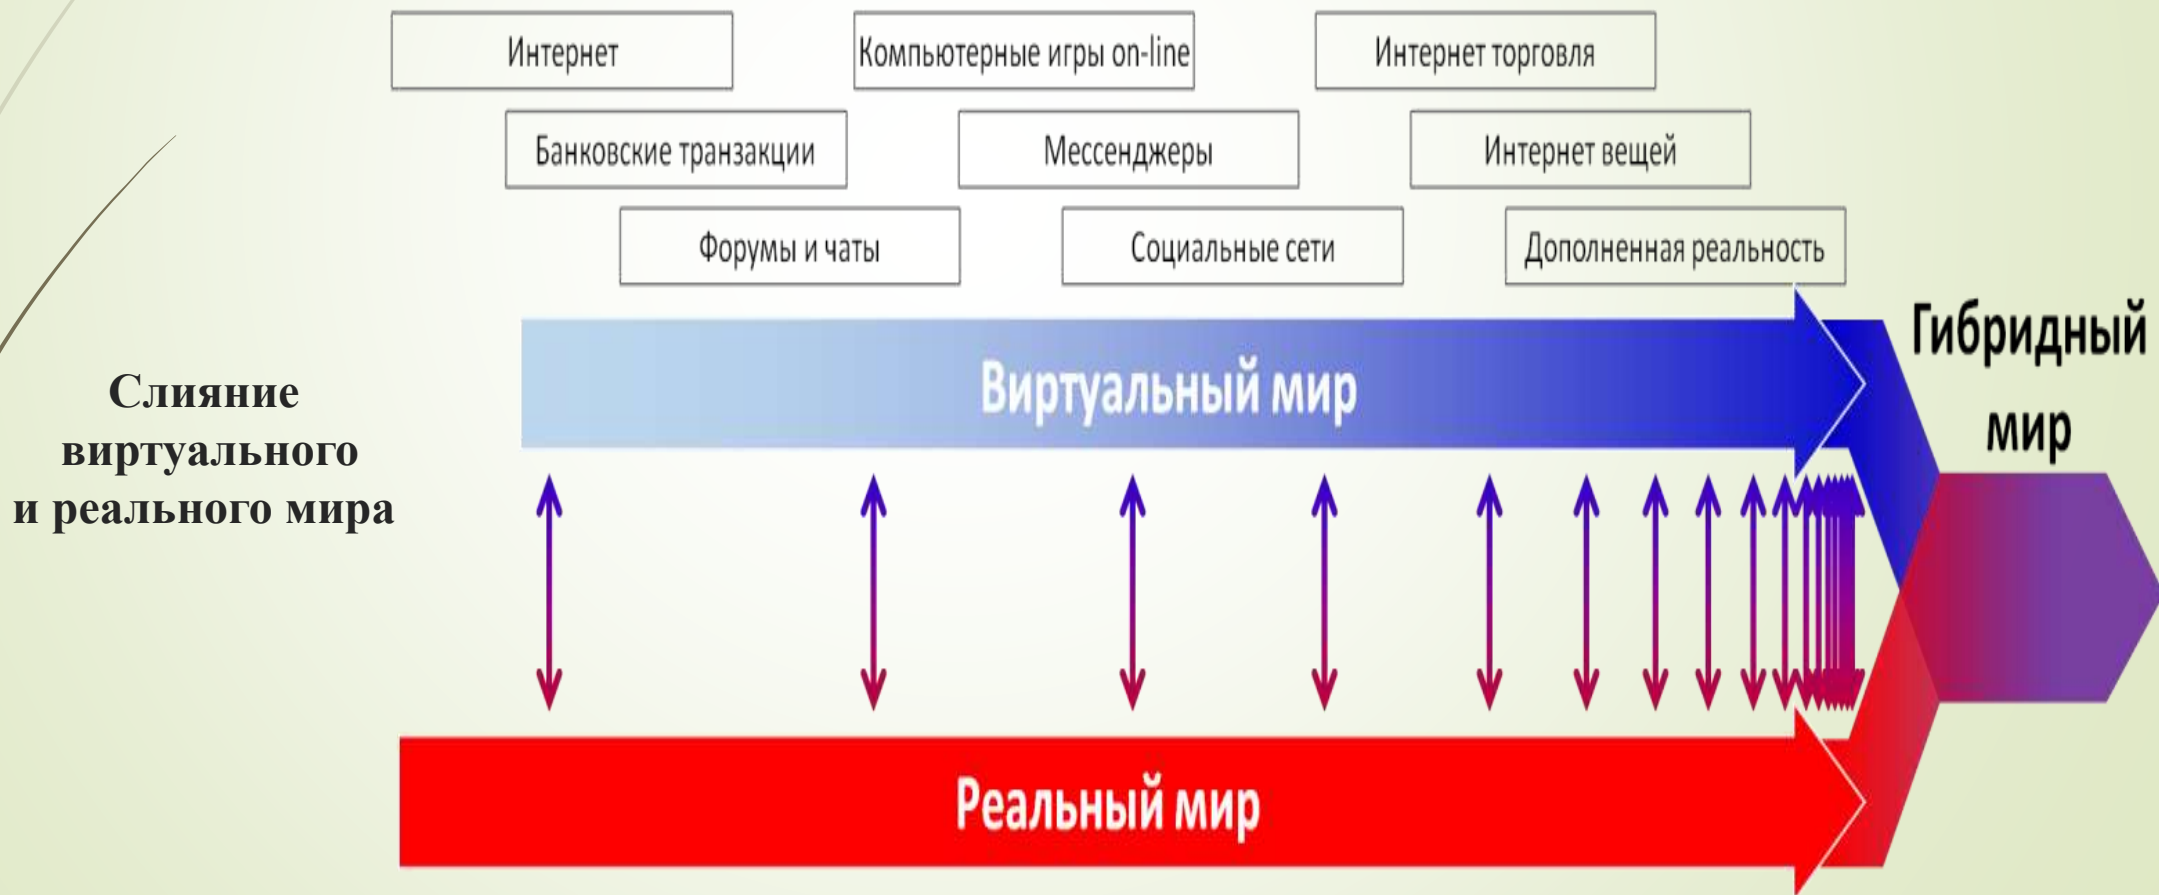 Интернет
Компьютерные игры on-line
Интернет торговля
Банковские транзакции
Мессенджеры
Интернет вещей
Форумы и чаты
Социальные сети
Дополненная реальность
Слияние
виртуального
и реального мира
Виртуальный мир
Гибридный
мир
Реальный мир